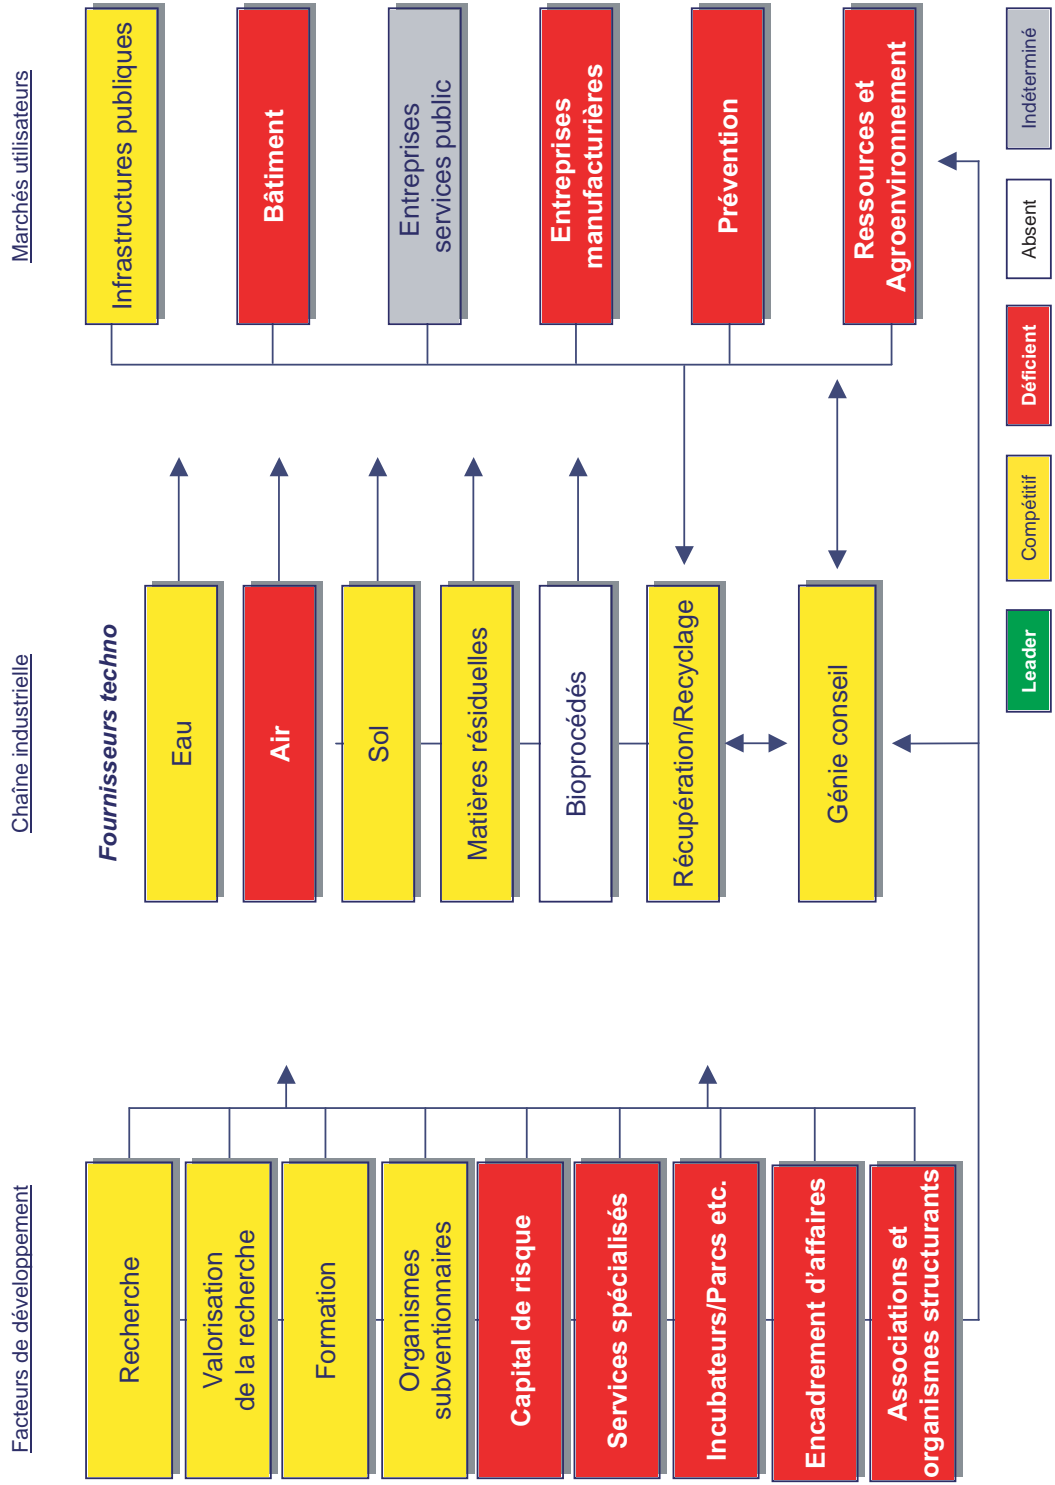 Facteurs de développement
Recherche
Valorisation
de la recherche
Formation
Organismes
subventionnaires
Capital de risque
Services spécialisés
Incubateurs/Parcs etc.
Encadrement d’affaires
Associations et
organismes structurants
Chaîne industrielle
Fournisseurs techno
Eau
Air
Sol
Matières résiduelles
Bioprocédés
Récupération/Recyclage
Génie conseil
Marchés utilisateurs
Infrastructures publiques
Bâtiment
Entreprises
services public
Entreprises
manufacturières
Prévention
Ressources et
Agroenvironnement
Leader
Compétitif
Déficient
Absent
Indéterminé